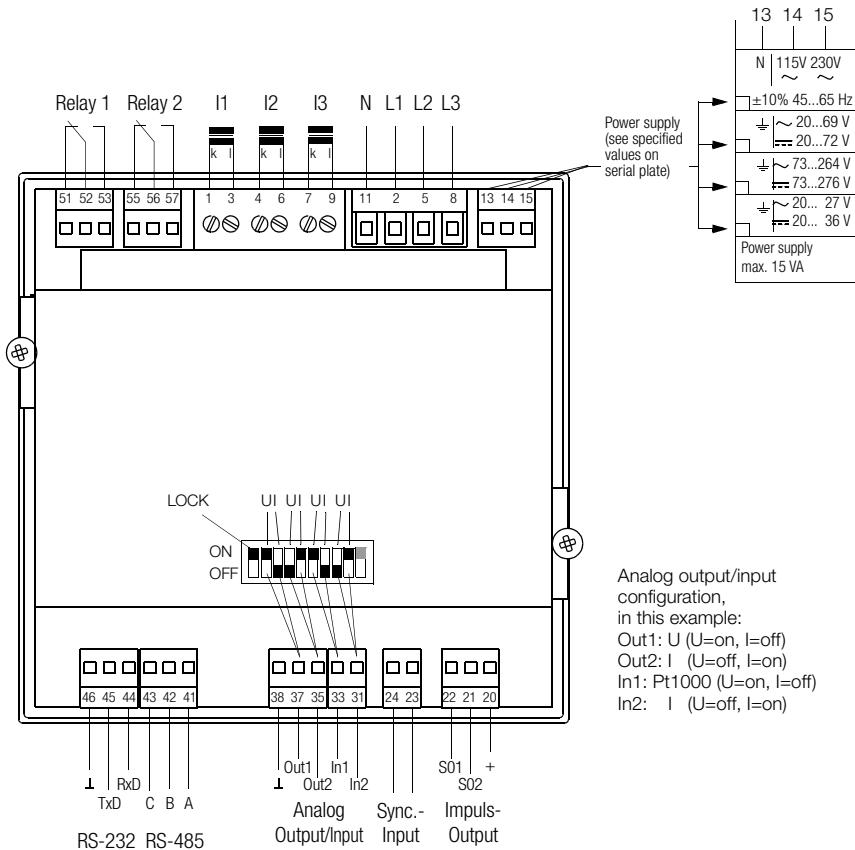 13 14 15
N 115V 230V
∼ ∼
±10% 45...65 Hz
⏚ ∼ 20...69 V
⎓ 20...72 V
⏚ ∼ 73...264 V
⎓ 73...276 V
⏚ ∼ 20... 27 V
⎓ 20... 36 V
Power supply
max. 15 VA
Power supply
(see specified
values on
serial plate)
Relay 1 Relay 2 I1 I2 I3 N L1 L2 L3
k l k l k l
51 52 53 55 56 57 1 3 4 6 7 9 11 2 5 8 13 14 15
LOCK UI UI UI UI
ON
OFF
Analog output/input
configuration,
in this example:
Out1: U (U=on, I=off)
Out2: I (U=off, I=on)
In1: Pt1000 (U=on, I=off)
In2: I (U=off, I=on)
46 45 44 43 42 41 38 37 35 33 31 24 23 22 21 20
⊥ TxD RxD C B A ⊥ Out1 Out2 In1 In2 S01 S02 +
RS-232 RS-485
Analog
Output/Input
Sync.-
Input
Impuls-
Output